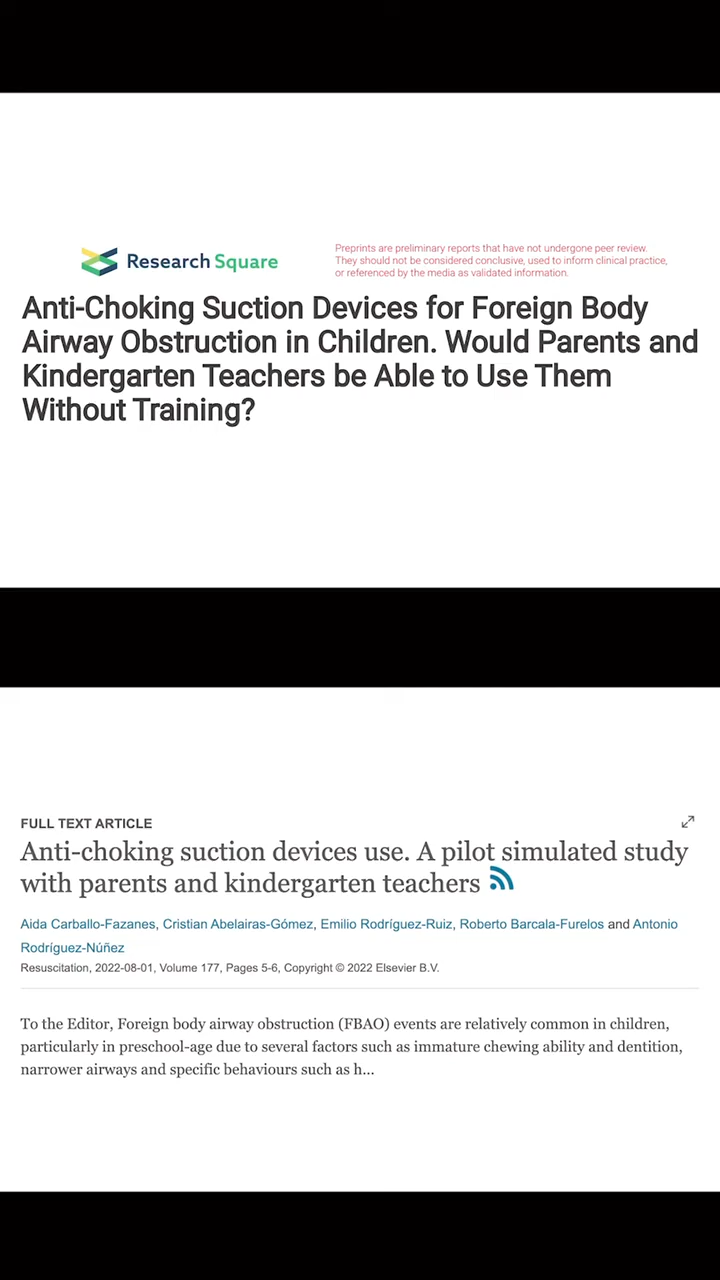 Research Square
Preprints are preliminary reports that have not undergone peer review.
They should not be considered conclusive, used to inform clinical practice,
or referenced by the media as validated information.
Anti-Choking Suction Devices for Foreign Body
Airway Obstruction in Children. Would Parents and
Kindergarten Teachers be Able to Use Them
Without Training?
FULL TEXT ARTICLE
Anti-choking suction devices use. A pilot simulated study
with parents and kindergarten teachers
Aida Carballo-Fazanes, Cristian Abelairas-Gómez, Emilio Rodríguez-Ruiz, Roberto Barcala-Furelos and Antonio
Rodríguez-Núñez
Resuscitation, 2022-08-01, Volume 177, Pages 5-6, Copyright © 2022 Elsevier B.V.
To the Editor, Foreign body airway obstruction (FBAO) events are relatively common in children,
particularly in preschool-age due to several factors such as immature chewing ability and dentition,
narrower airways and specific behaviours such as h...